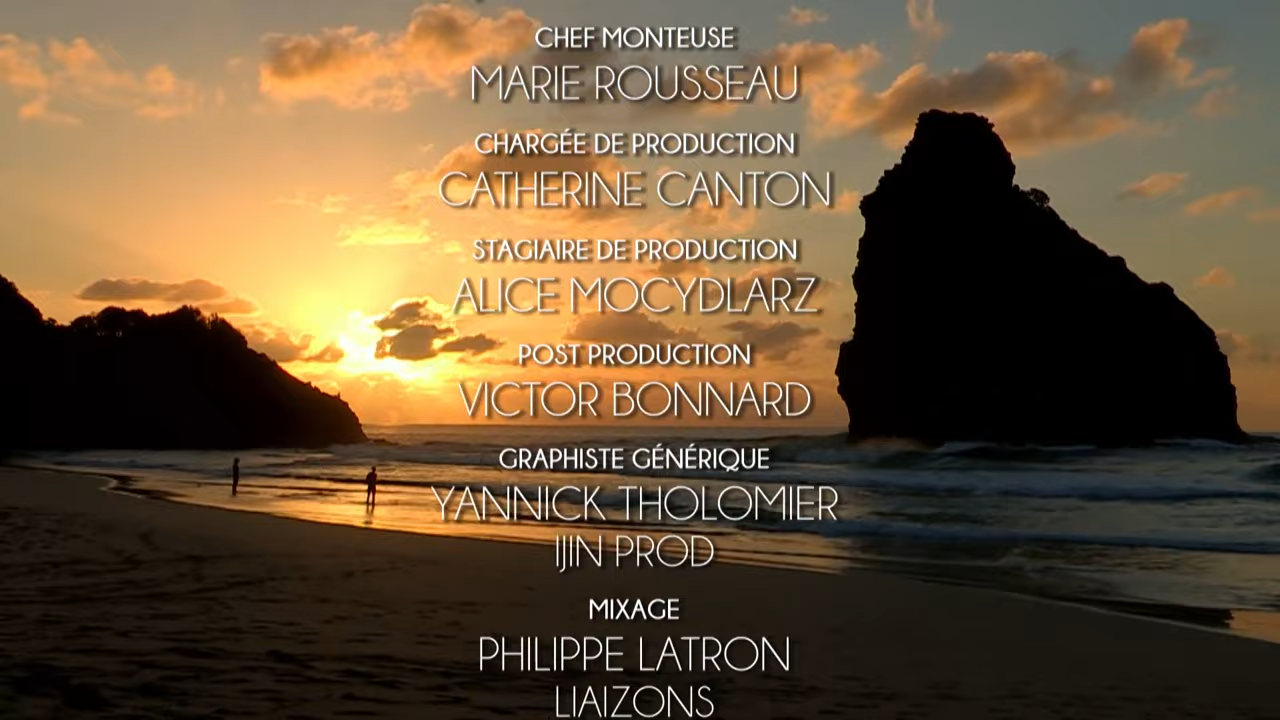 CHEF MONTEUSE
MARIE ROUSSEAU
CHARGÉE DE PRODUCTION
CATHERINE CANTON
STAGIAIRE DE PRODUCTION
ALICE MOCYDLARZ
POST PRODUCTION
VICTOR BONNARD
GRAPHISTE GÉNÉRIQUE
YANNICK THOLOMIER
IJIN PROD
MIXAGE
PHILIPPE LATRON
LIAIZONS